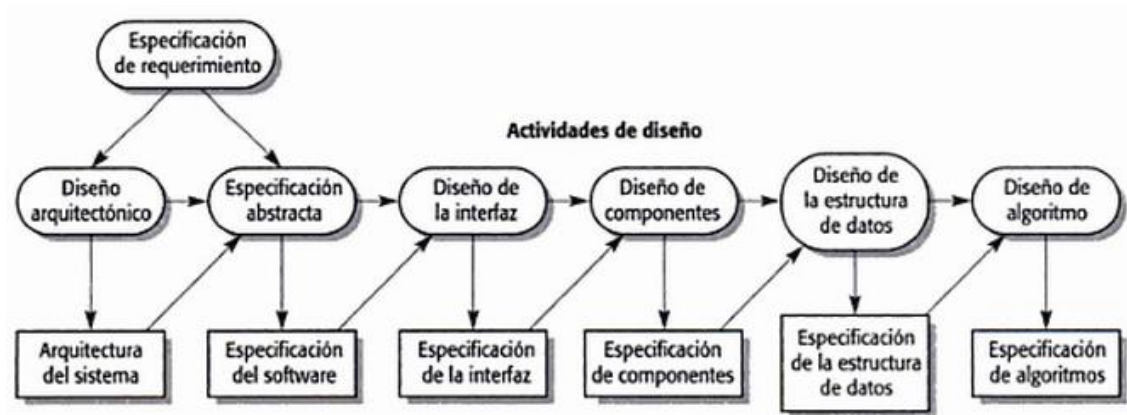 Especificación
de requerimiento
Actividades de diseño
Diseño
arquitectónico
Especificación
abstracta
Diseño de
la interfaz
Diseño de
componentes
Diseño de
la estructura
de datos
Diseño de
algoritmo
Arquitectura
del sistema
Especificación
del software
Especificación
de la interfaz
Especificación
de componentes
Especificación
de la estructura
de datos
Especificación
de algoritmos